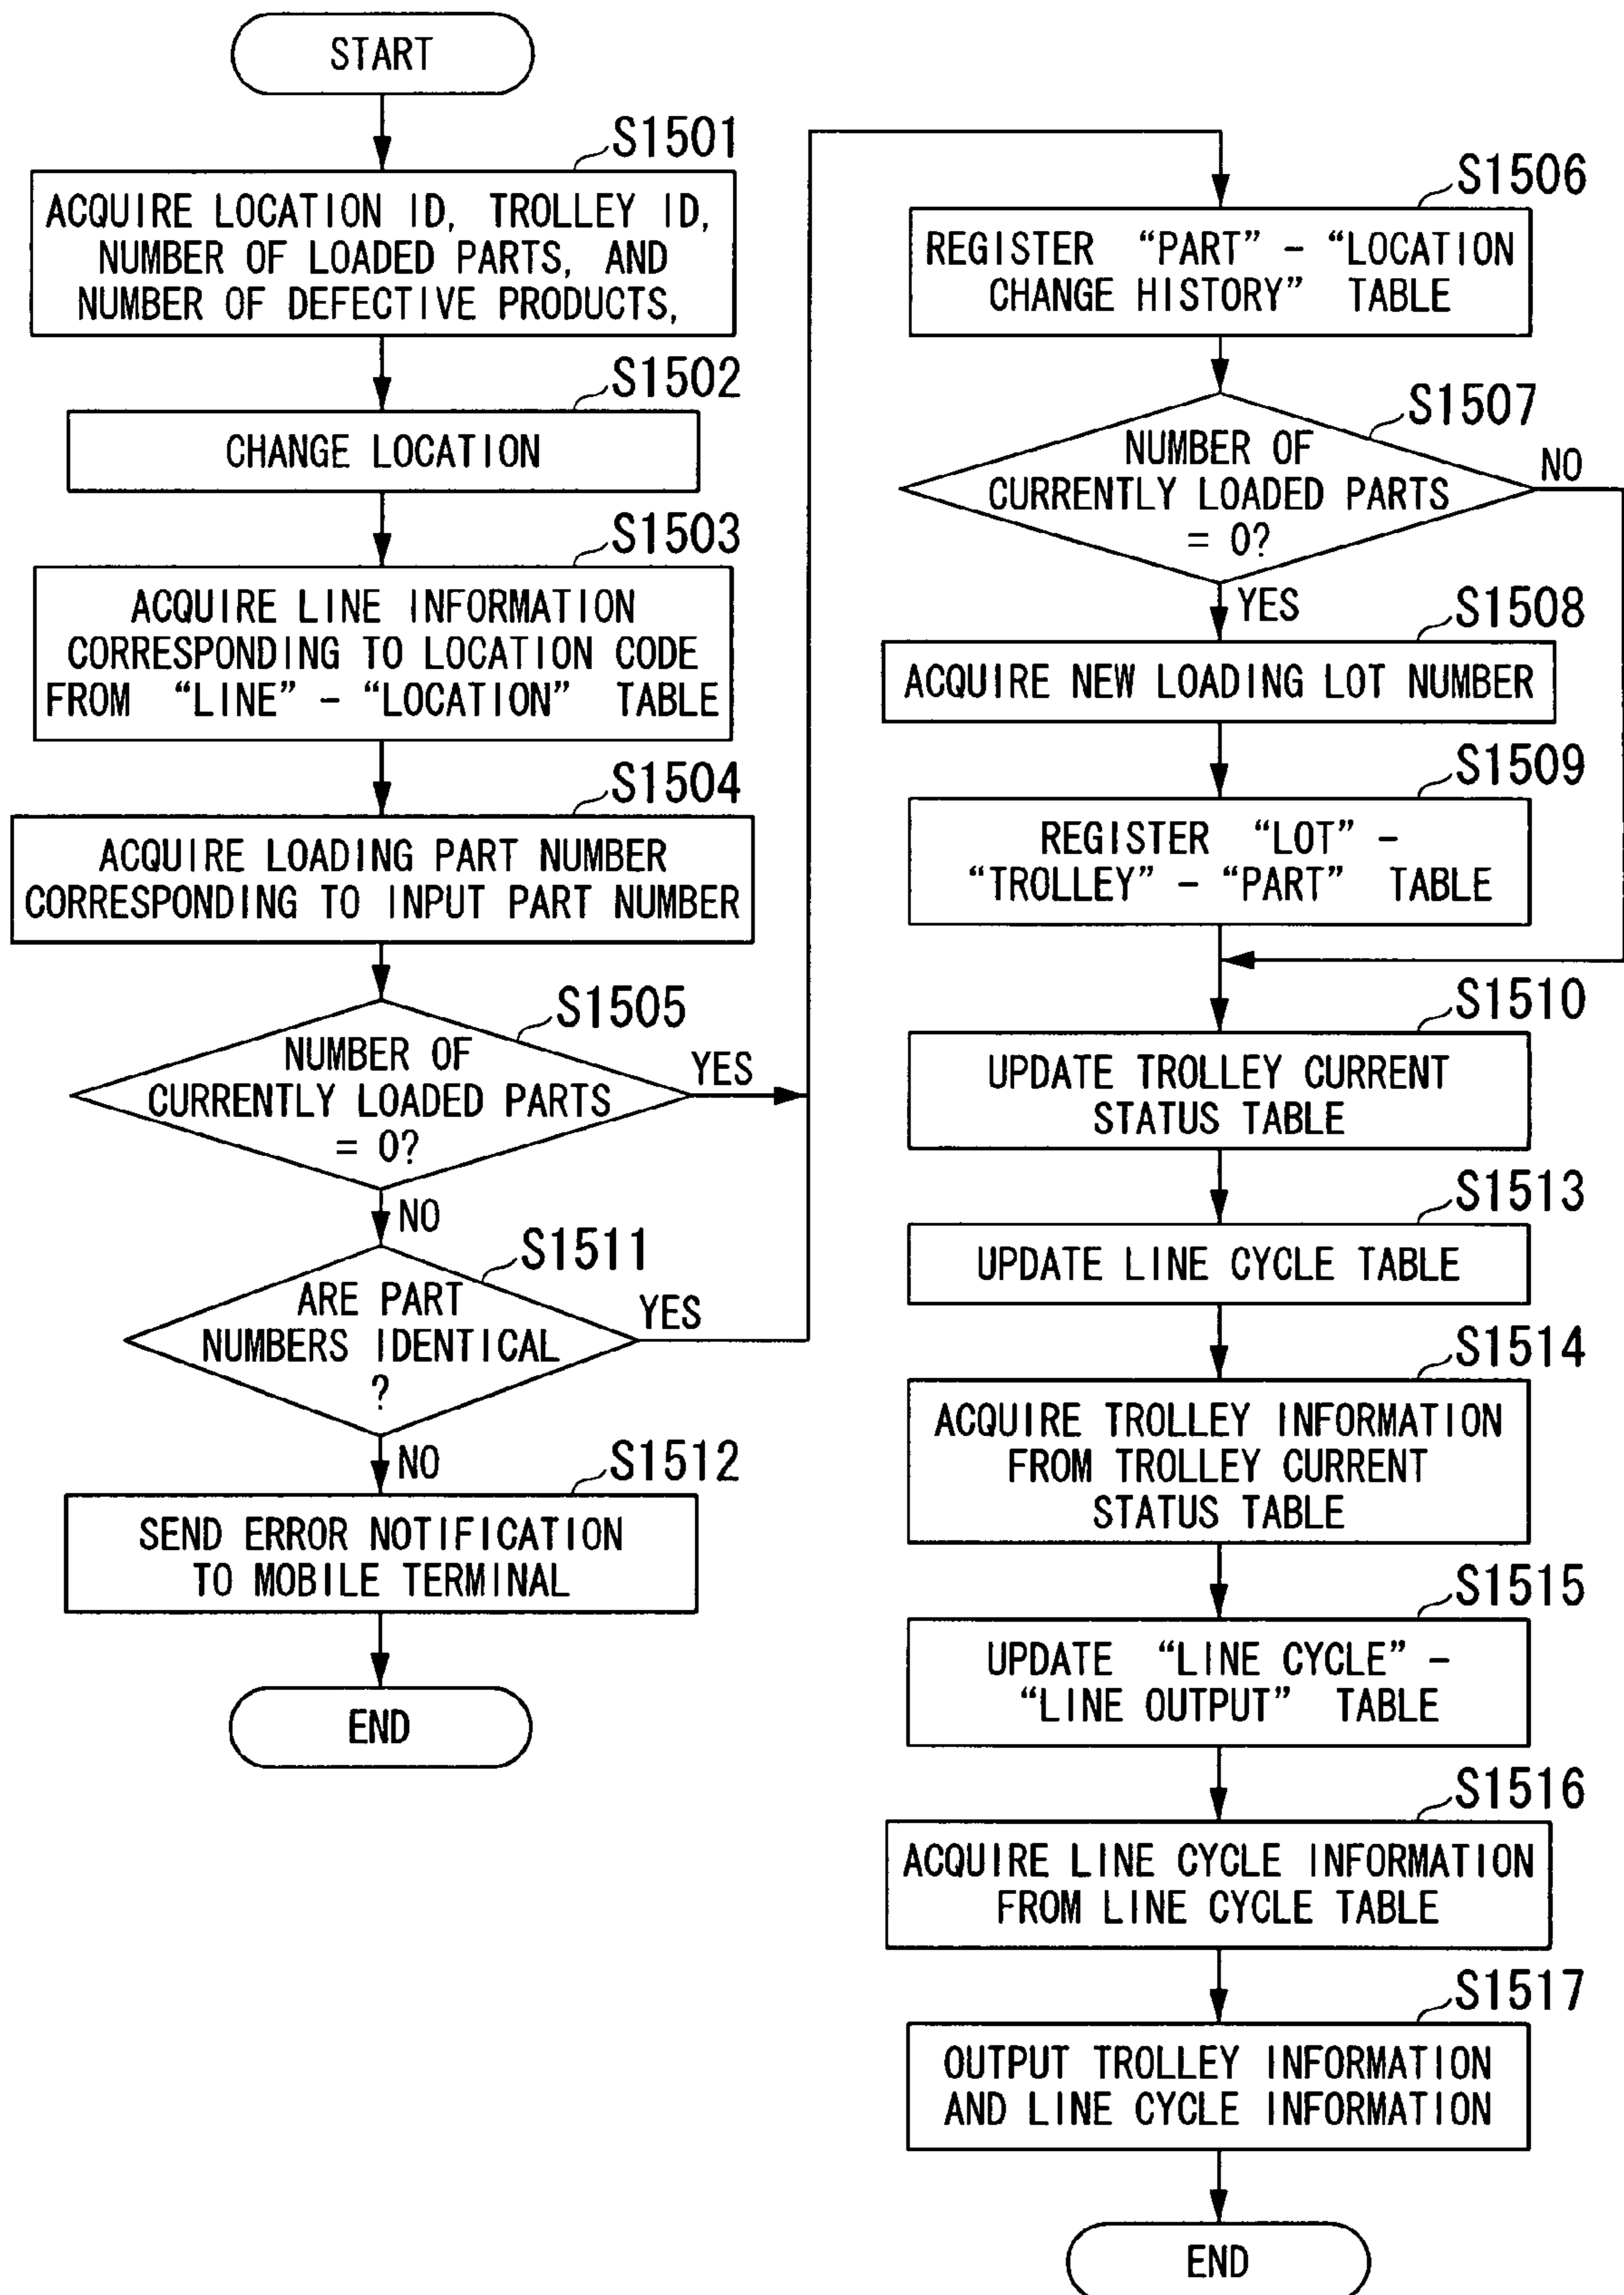 START
S1501
ACQUIRE LOCATION ID, TROLLEY ID,
NUMBER OF LOADED PARTS, AND
NUMBER OF DEFECTIVE PRODUCTS,
S1502
CHANGE LOCATION
S1503
ACQUIRE LINE INFORMATION
CORRESPONDING TO LOCATION CODE
FROM “LINE” - “LOCATION” TABLE
S1504
ACQUIRE LOADING PART NUMBER
CORRESPONDING TO INPUT PART NUMBER
S1505
NUMBER OF
CURRENTLY LOADED PARTS
= 0?
YES
NO
S1511
ARE PART
NUMBERS IDENTICAL
?
YES
NO
S1512
SEND ERROR NOTIFICATION
TO MOBILE TERMINAL
END
S1506
REGISTER “PART” - “LOCATION
CHANGE HISTORY” TABLE
S1507
NUMBER OF
CURRENTLY LOADED PARTS
= 0?
NO
YES
S1508
ACQUIRE NEW LOADING LOT NUMBER
S1509
REGISTER “LOT” -
“TROLLEY” - “PART” TABLE
S1510
UPDATE TROLLEY CURRENT
STATUS TABLE
S1513
UPDATE LINE CYCLE TABLE
S1514
ACQUIRE TROLLEY INFORMATION
FROM TROLLEY CURRENT
STATUS TABLE
S1515
UPDATE “LINE CYCLE” -
“LINE OUTPUT” TABLE
S1516
ACQUIRE LINE CYCLE INFORMATION
FROM LINE CYCLE TABLE
S1517
OUTPUT TROLLEY INFORMATION
AND LINE CYCLE INFORMATION
END